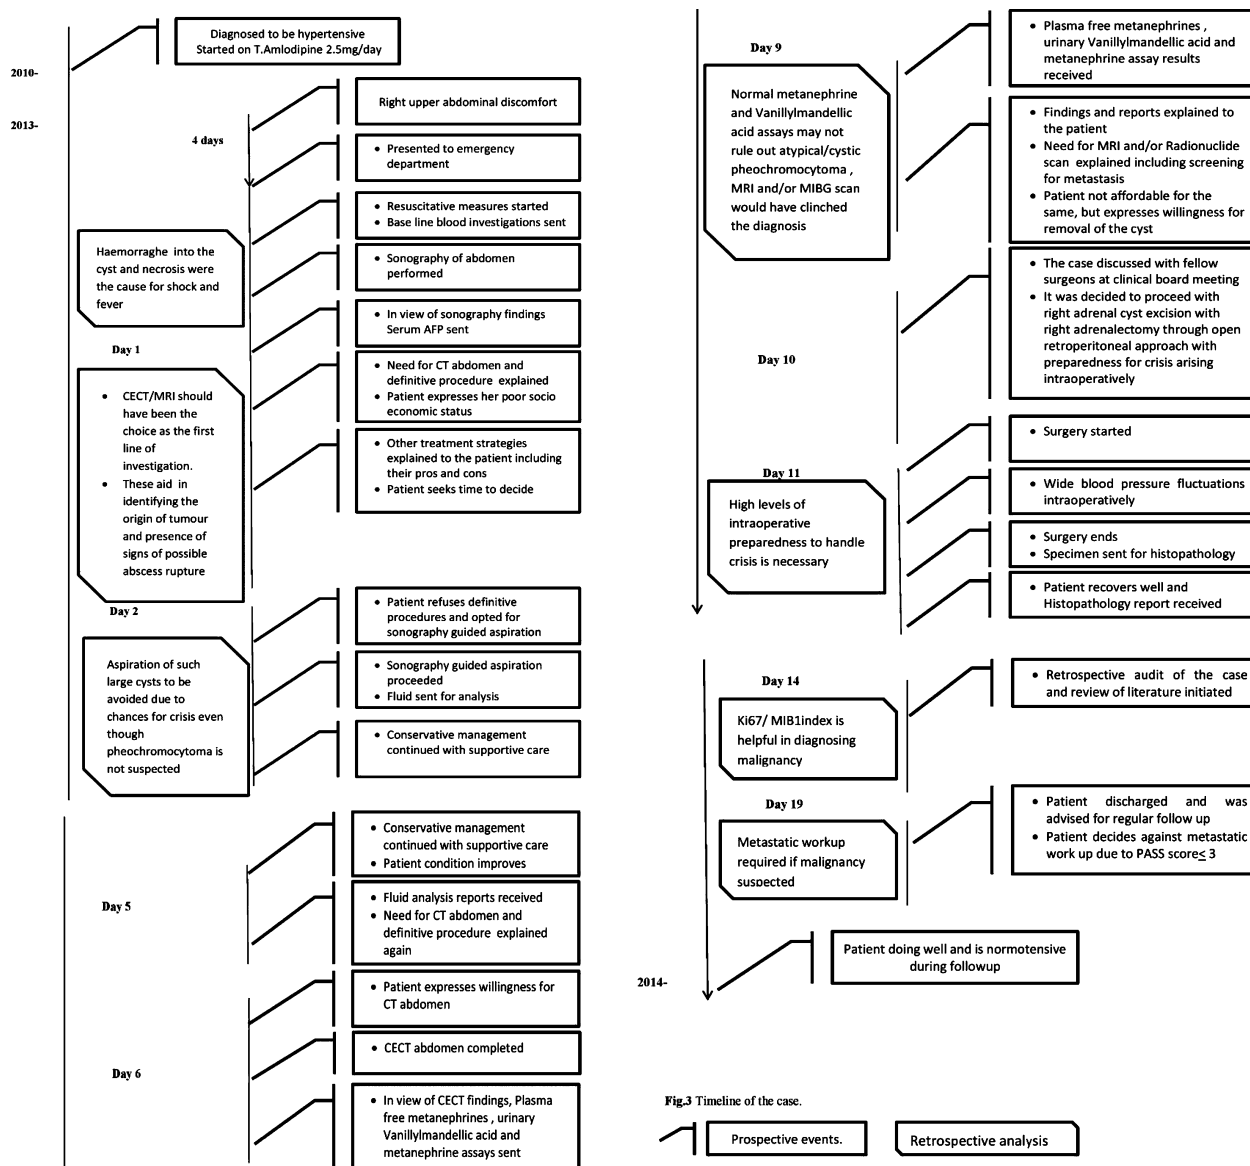 Diagnosed to be hypertensive
Started on T.Amlodipine 2.5mg/day
2010-
2013-
Right upper abdominal discomfort
4 days
• Presented to emergency
department
• Resuscitative measures started
• Base line blood investigations sent
Haemorraghe into the
cyst and necrosis were
the cause for shock and
fever
• Sonography of abdomen
performed
• In view of sonography findings
Serum AFP sent
Day 1
• Need for CT abdomen and
definitive procedure explained
• Patient expresses her poor socio
economic status
• CECT/MRI should
have been the
choice as the first
line of
investigation.
• These aid in
identifying the
origin of tumour
and presence of
signs of possible
abscess rupture
• Other treatment strategies
explained to the patient including
their pros and cons
• Patient seeks time to decide
Day 2
• Patient refuses definitive
procedures and opted for
sonography guided aspiration
Aspiration of such
large cysts to be
avoided due to
chances for crisis even
though
pheochromocytoma is
not suspected
• Sonography guided aspiration
proceeded
• Fluid sent for analysis
• Conservative management
continued with supportive care
• Conservative management
continued with supportive care
• Patient condition improves
Day 5
• Fluid analysis reports received
• Need for CT abdomen and
definitive procedure explained
again
• Patient expresses willingness for
CT abdomen
• CECT abdomen completed
Day 6
• In view of CECT findings, Plasma
free metanephrines , urinary
Vanillylmandellic acid and
metanephrine assays sent
Day 9
• Plasma free metanephrines ,
urinary Vanillylmandellic acid and
metanephrine assay results
received
Normal metanephrine
and Vanillylmandellic
acid assays may not
rule out atypical/cystic
pheochromocytoma ,
MRI and/or MIBG scan
would have clinched
the diagnosis
• Findings and reports explained to
the patient
• Need for MRI and/or Radionuclide
scan explained including screening
for metastasis
• Patient not affordable for the
same, but expresses willingness for
removal of the cyst
Day 10
• The case discussed with fellow
surgeons at clinical board meeting
• It was decided to proceed with
right adrenal cyst excision with
right adrenalectomy through open
retroperitoneal approach with
preparedness for crisis arising
intraoperatively
• Surgery started
Day 11
High levels of
intraoperative
preparedness to handle
crisis is necessary
• Wide blood pressure fluctuations
intraoperatively
• Surgery ends
• Specimen sent for histopathology
• Patient recovers well and
Histopathology report received
Day 14
• Retrospective audit of the case
and review of literature initiated
Ki67/ MIB1index is
helpful in diagnosing
malignancy
Day 19
• Patient discharged and was
advised for regular follow up
• Patient decides against metastatic
work up due to PASS score≤ 3
Metastatic workup
required if malignancy
suspected
Patient doing well and is normotensive
during followup
2014-
Fig.3 Timeline of the case.
Prospective events.
Retrospective analysis